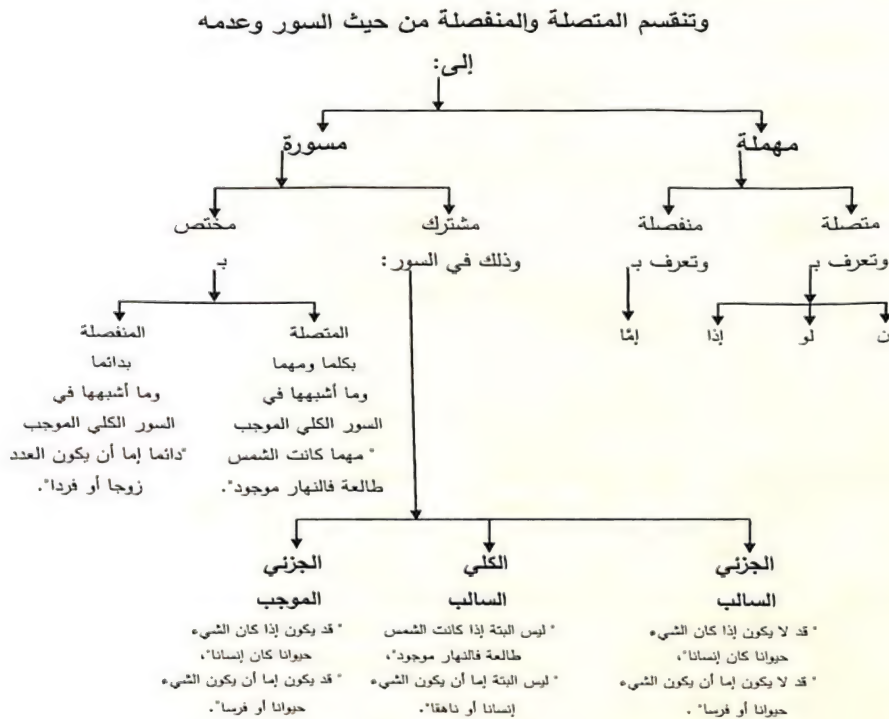 وتنقسم المتصلة والمنفصلة من حيث السور وعدمه
إلى:
مهملة
مسورة
متصلة
منفصلة
مشترك
مختص
وتعرف بـ
وتعرف بـ
وذلك في السور:
بـ
ن
لو
إذا
إمّا
المتصلة
بكلما ومهما
وما أشبهها في
السور الكلي الموجب
" مهما كانت الشمس
طالعة فالنهار موجود".
المنفصلة
بدائما
وما أشبهها في
السور الكلي الموجب
"دائما إما أن يكون العدد
زوجا أو فردا".
الجزئي
السالب
" قد لا يكون إذا كان الشيء
حيوانا كان إنسانا"،
" قد لا يكون إما أن يكون الشيء
حيوانا أو فرسا" .
الكلي
السالب
" ليس البتة إذا كانت الشمس
طالعة فالنهار موجود"،
" ليس البتة إما أن يكون الشيء
إنسانا أو ناهقا".
الجزئي
الموجب
" قد يكون إذا كان الشيء
حيوانا كان إنسانا"،
" قد يكون إما أن يكون الشيء
حيوانا أو فرسا".